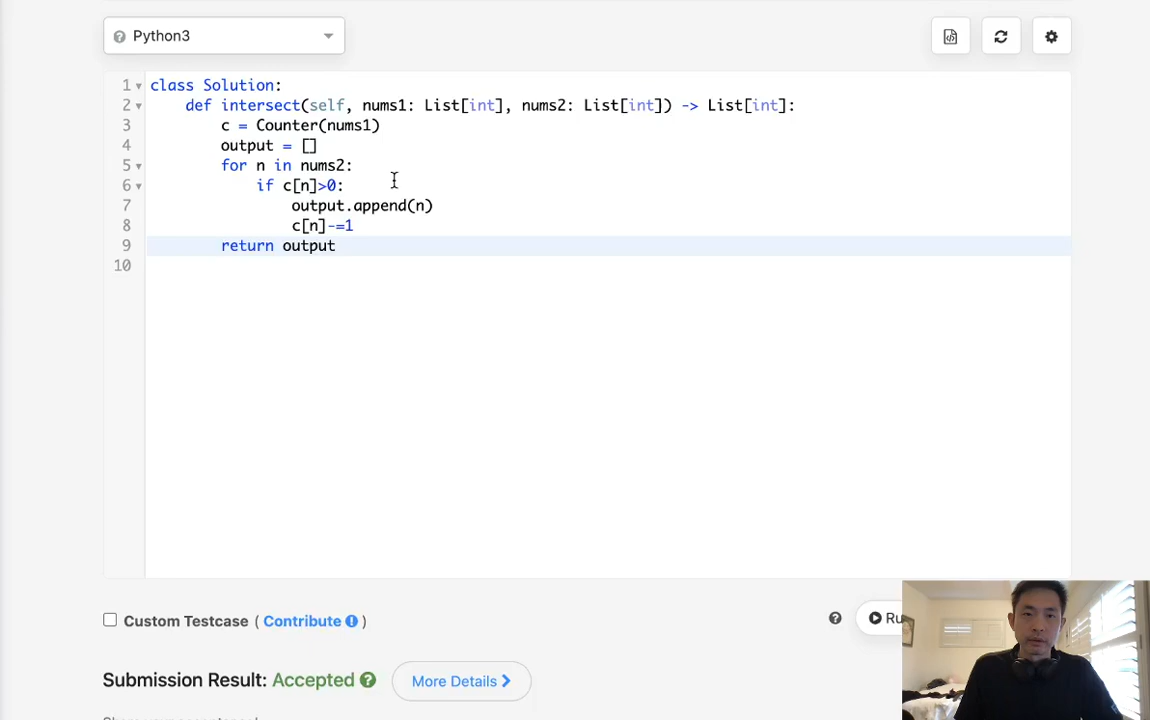 Python3
1 class Solution:
2 def intersect(self, nums1: List[int], nums2: List[int]) -> List[int]:
3 c = Counter(nums1)
4 output = []
5 for n in nums2:
6 if c[n]>0:
7 output.append(n)
8 c[n]-=1
9 return output
10
Custom Testcase ( Contribute )
Ru
Submission Result: Accepted
More Details